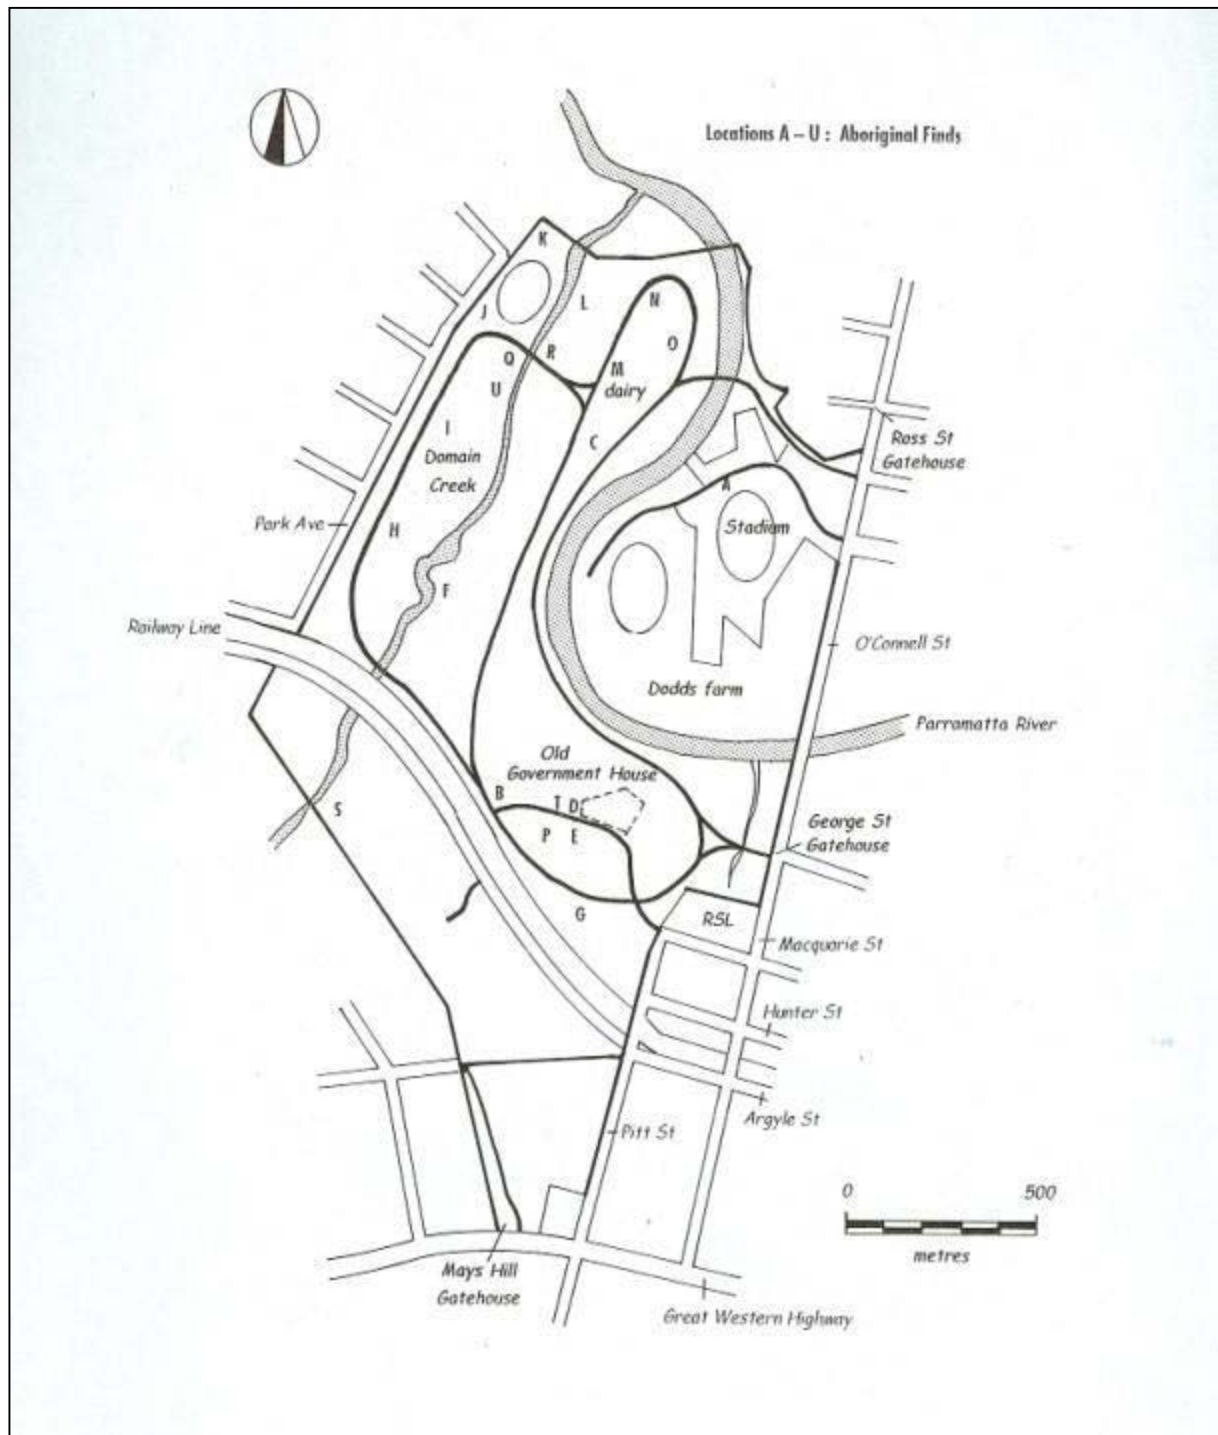 Locations A – U : Aboriginal Finds
K
L
N
J
O
Q
R
M
dairy
U
I
C
Domain
Creek
Ross St
Gatehouse
A
Stadium
Park Ave
H
F
Railway Line
O'Connell St
Dodds farm
Parramatta River
Old
Government House
B
T D
S
P E
George St
Gatehouse
G
RSL
Macquarie St
Hunter St
Argyle St
Pitt St
0 500
metres
Mays Hill
Gatehouse
Great Western Highway